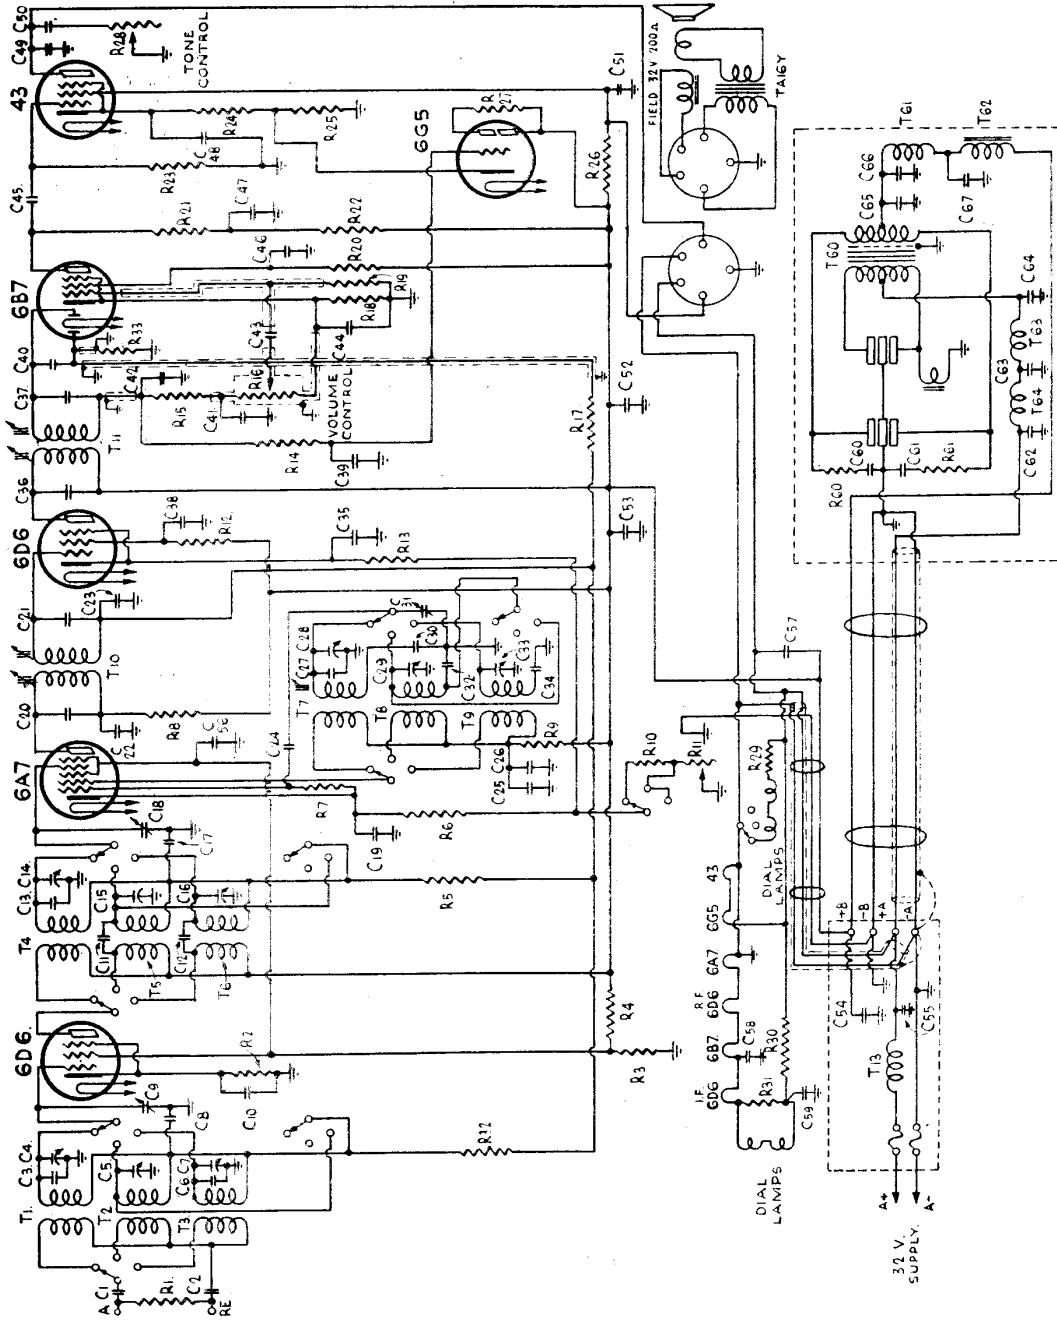 6D6
6A7
6D6
6B7
43
C3
C4
C9
T1
C5
T2
C6
C7
T3
A
C1
R1
C2
RE
C8
C10
R2
C13
C14
C18
T4
C15
C11
C17
C16
C12
T5
T6
C20
C22
R8
C56
T10
C21
C23
C38
R12
C35
R13
C24
R7
C19
R6
R5
R4
R3
R32
T7
C27
C28
C31
T8
C29
C30
C32
T9
C33
C34
R9
C26
C25
R10
R11
C36
T11
C37
C40
C42
R33
R15
C41
R16
VOLUME
CONTROL
R14
C39
C43
C44
R18
R19
R20
C46
R17
C52
C53
C45
R21
C47
R22
R23
C48
R24
R25
C49
C50
R28
TONE
CONTROL
6G5
R27
R26
C51
FIELD 32V 200Ω
TA16Y
DIAL
LAMPS
I.F.
6D6
6B7
R.F.
6D6
6A7
6G5
43
R31
C58
R30
C59
DIAL
LAMPS
R29
C57
+B
-B
+A
-A
C54
C55
T13
A+
A-
32 V.
SUPPLY.
R60
C60
C61
R61
C62
T64
C63
T63
C64
T60
C65
C66
T61
C67
T62